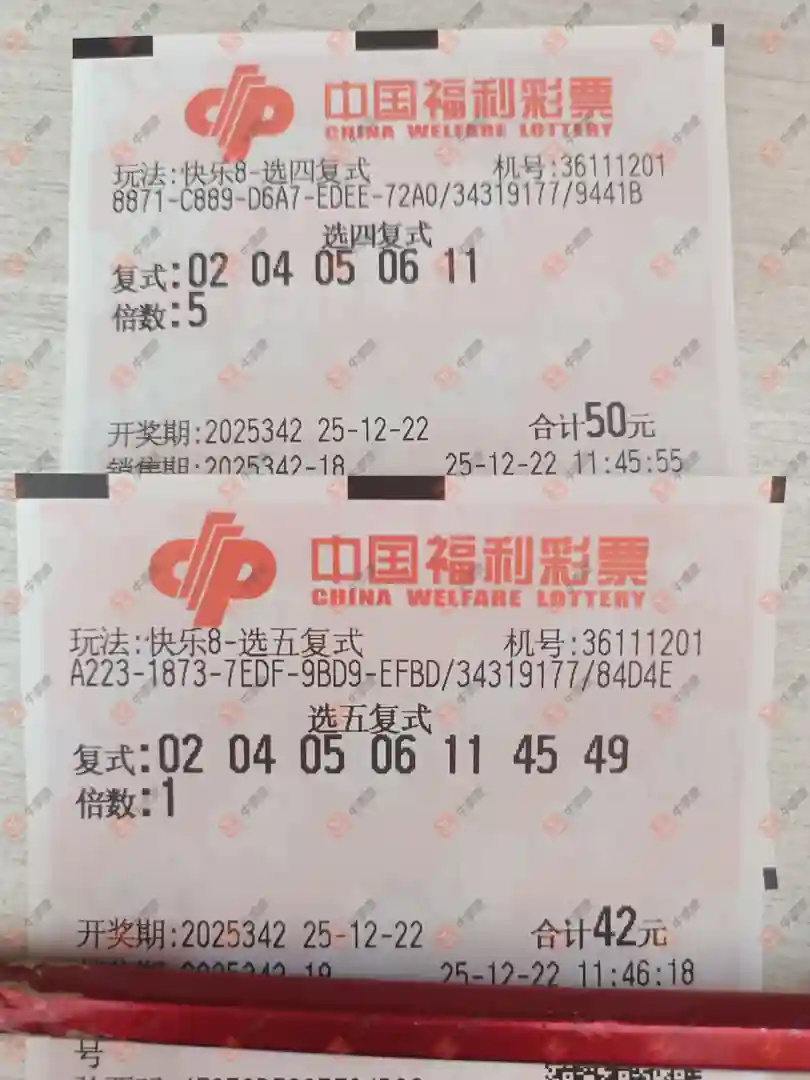 中国福利彩票
CHINA WELFARE LOTTERY
玩法:快乐8-选四复式 机号:36111201
8871-C889-D6A7-EDEE-72A0/34319177/9441B
选四复式
复式:02 04 05 06 11
倍数:5
开奖期:2025342 25-12-22 合计50元
销售期:2025342-18 25-12-22 11:45:55
中国福利彩票
CHINA WELFARE LOTTERY
玩法:快乐8-选五复式 机号:36111201
A223-1873-7EDF-9BD9-EFBD/34319177/84D4E
选五复式
复式:02 04 05 06 11 45 49
倍数:1
开奖期:2025342 25-12-22 合计42元
25-12-22 11:46:18
号